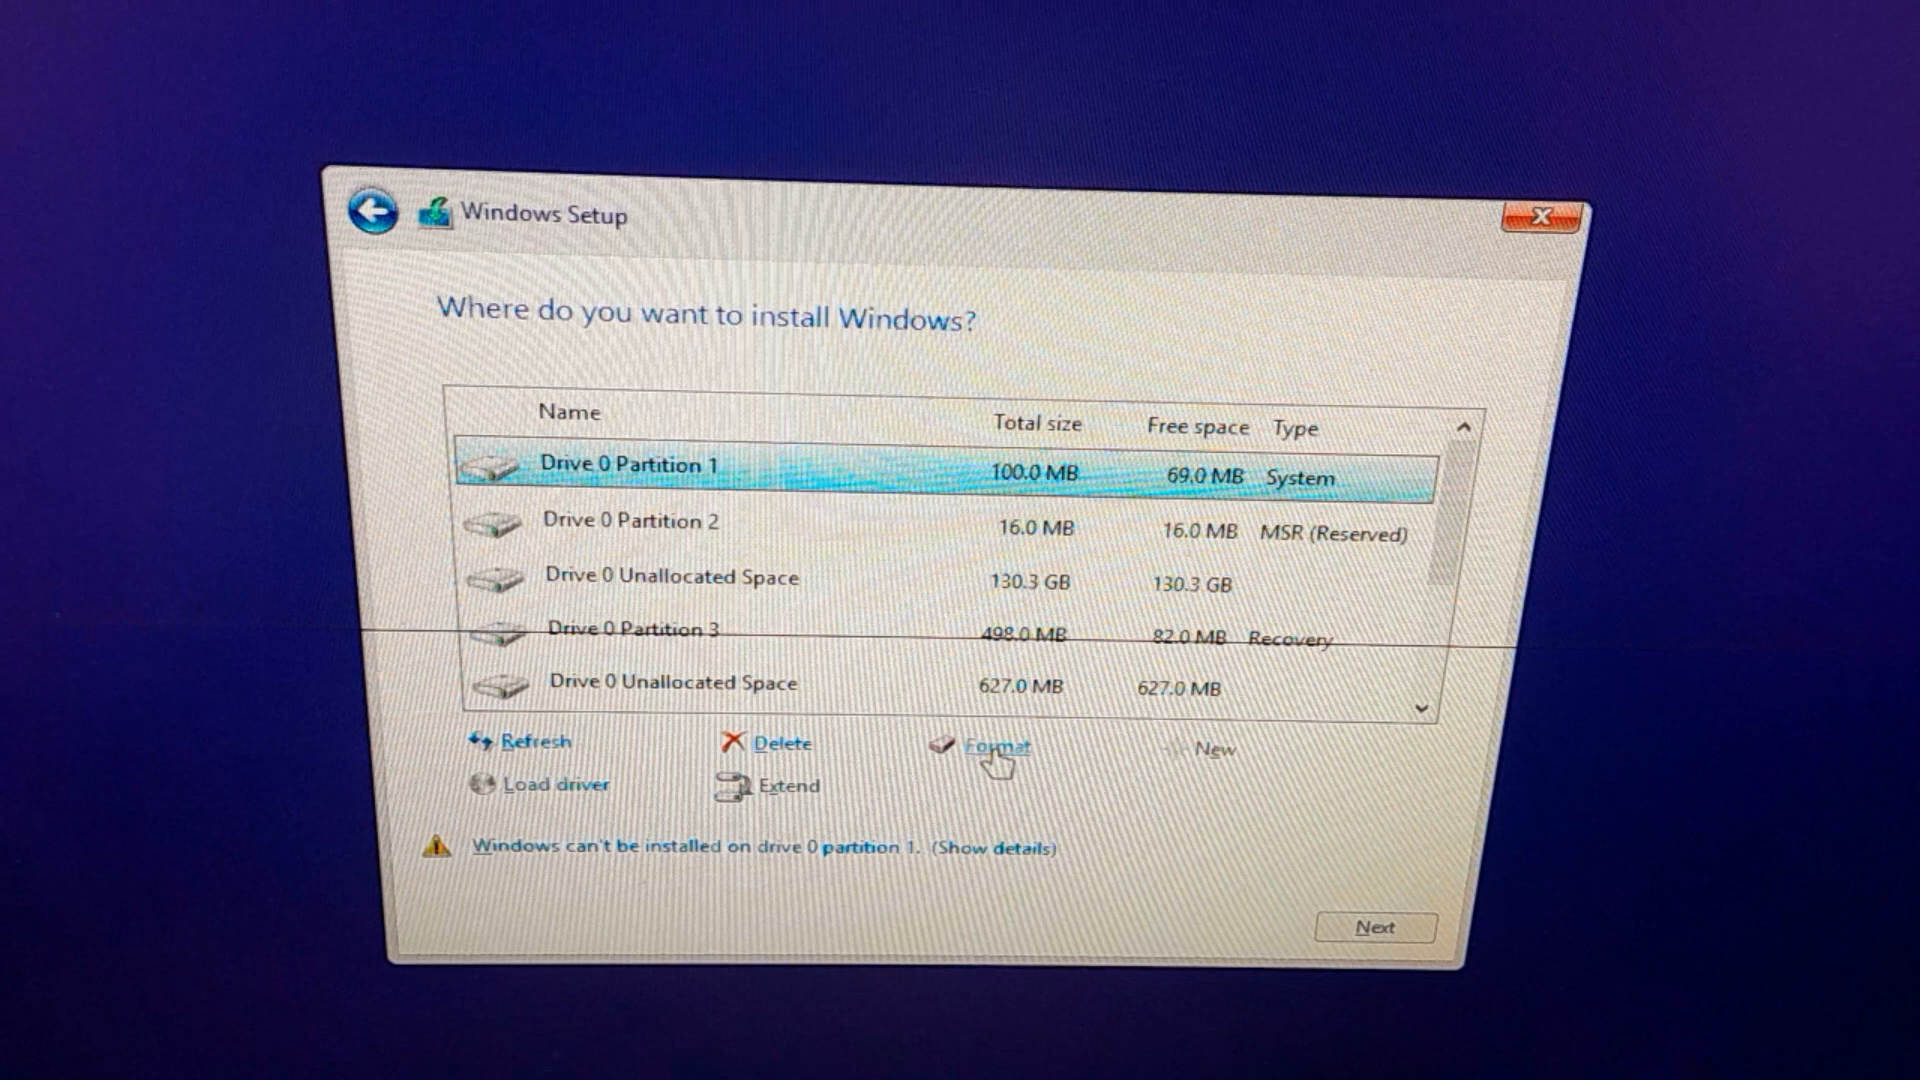 Windows Setup
Where do you want to install Windows?
Name Total size Free space Type
Drive 0 Partition 1 100.0 MB 69.0 MB System
Drive 0 Partition 2 16.0 MB 16.0 MB MSR (Reserved)
Drive 0 Unallocated Space 130.3 GB 130.3 GB
Drive 0 Partition 3 498.0 MB 82.0 MB Recovery
Drive 0 Unallocated Space 627.0 MB 627.0 MB
Refresh Delete Format New
Load driver Extend
Windows can't be installed on drive 0 partition 1. (Show details)
Next